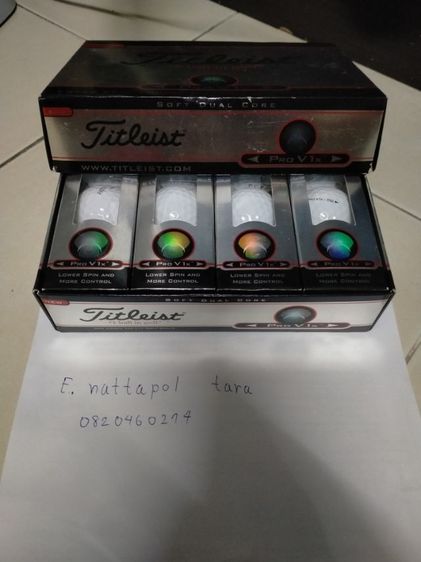 Titleist
SOFT DUAL CORE
Titleist
PRO V1x
WWW.TITLEIST.COM
PRO V1x PRO V1x PRO V1x PRO V1x
LOWER SPIN AND LOWER SPIN AND LOWER SPIN AND LOWER SPIN AND
MORE CONTROL MORE CONTROL MORE CONTROL MORE CONTROL
SOFT DUAL CORE
Titleist
PRO V1x
E. nattapol tara
0820460274